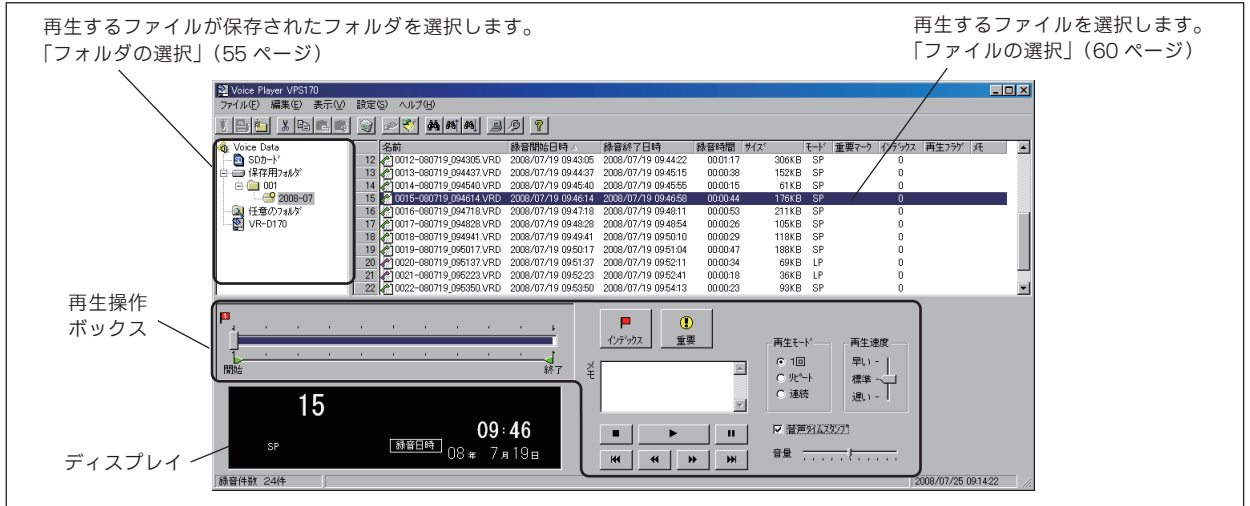 再生するファイルが保存されたフォルダを選択します。
「フォルダの選択」（55 ページ）
再生するファイルを選択します。
「ファイルの選択」（60 ページ）
Voice Player VPS170
ファイル(F) 編集(E) 表示(V) 設定(S) ヘルプ(H)
Voice Data
SDカード
保存用フォルダ
001
2008-07
任意のフォルダ
VR-D170
名前 録音開始日時 録音終了日時 録音時間 サイズ モード 重要マーク インデックス 再生フラグ メモ
12 0012-080719_094305.VRD 2008/07/19 09:43:05 2008/07/19 09:44:22 00:01:17 306KB SP 0
13 0013-080719_094437.VRD 2008/07/19 09:44:37 2008/07/19 09:45:15 00:00:38 152KB SP 0
14 0014-080719_094540.VRD 2008/07/19 09:45:40 2008/07/19 09:45:55 00:00:15 61KB SP 0
15 0015-080719_094614.VRD 2008/07/19 09:46:14 2008/07/19 09:46:58 00:00:44 176KB SP 0
16 0016-080719_094718.VRD 2008/07/19 09:47:18 2008/07/19 09:48:11 00:00:53 211KB SP 0
17 0017-080719_094828.VRD 2008/07/19 09:48:28 2008/07/19 09:48:54 00:00:26 105KB SP 0
18 0018-080719_094941.VRD 2008/07/19 09:49:41 2008/07/19 09:50:10 00:00:29 118KB SP 0
19 0019-080719_095017.VRD 2008/07/19 09:50:17 2008/07/19 09:51:04 00:00:47 188KB SP 0
20 0020-080719_095137.VRD 2008/07/19 09:51:37 2008/07/19 09:52:11 00:00:34 69KB LP 0
21 0021-080719_095223.VRD 2008/07/19 09:52:23 2008/07/19 09:52:41 00:00:18 36KB LP 0
22 0022-080719_095350.VRD 2008/07/19 09:53:50 2008/07/19 09:54:13 00:00:23 93KB SP 0
再生操作
ボックス
開始 終了
インデックス 重要
メモ
再生モード
1回
リピート
連続
再生速度
早い
標準
遅い
音声タイムスタンプ
音量
ディスプレイ
15
09:46
SP 録音日時 08年 7月19日
録音件数 24件
2008/07/25 09:14:22